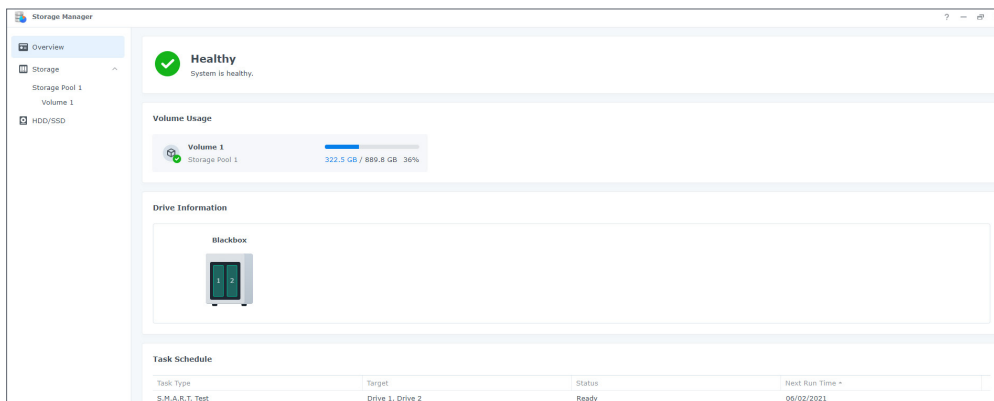 Storage Manager
?
Overview
Storage
Storage Pool 1
Volume 1
HDD/SSD
Healthy
System is healthy.
Volume Usage
Volume 1
Storage Pool 1
322.5 GB / 889.8 GB 36%
Drive Information
Blackbox
1 2
Task Schedule
Task Type Target Status Next Run Time
S.M.A.R.T. Test Drive 1, Drive 2 Ready 06/02/2021